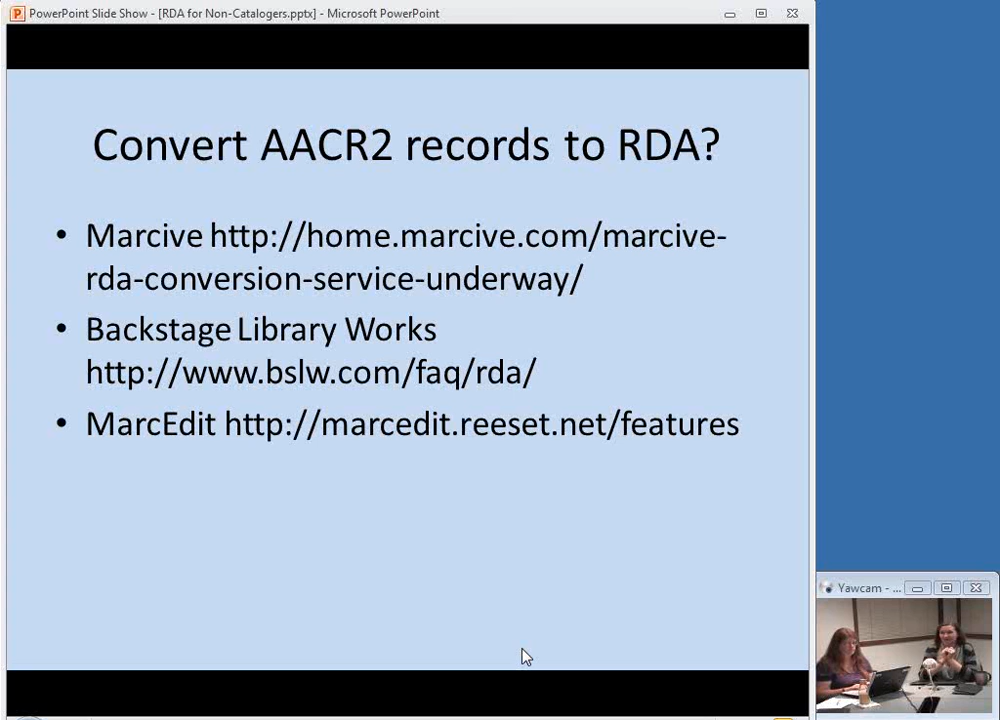 PowerPoint Slide Show - [RDA for Non-Catalogers.pptx] - Microsoft PowerPoint
Convert AACR2 records to RDA?
• Marcive http://home.marcive.com/marcive-
rda-conversion-service-underway/
• Backstage Library Works
http://www.bslw.com/faq/rda/
• MarcEdit http://marcedit.reeset.net/features
Yawcam - ...